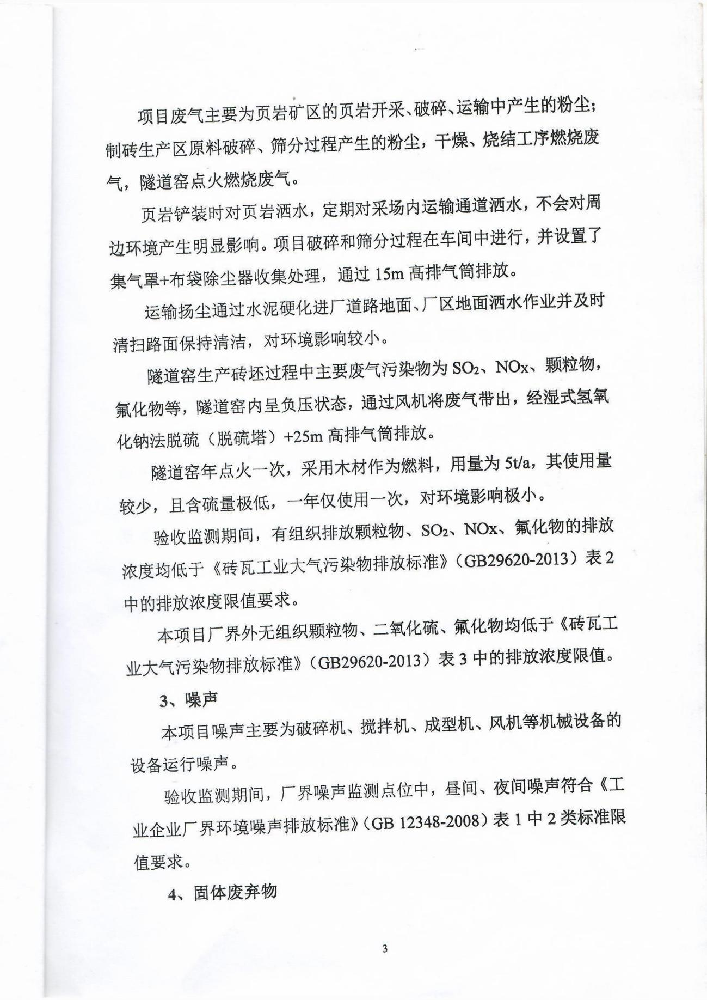 项目废气主要为页岩矿区的页岩开采、破碎、运输中产生的粉尘；
制砖生产区原料破碎、筛分过程产生的粉尘，干燥、烧结工序燃烧废
气，隧道窑点火燃烧废气。
页岩铲装时对页岩洒水，定期对采场内运输通道洒水，不会对周
边环境产生明显影响。项目破碎和筛分过程在车间中进行，并设置了
集气罩+布袋除尘器收集处理，通过 15m 高排气筒排放。
运输扬尘通过水泥硬化进厂道路地面、厂区地面洒水作业并及时
清扫路面保持清洁，对环境影响较小。
隧道窑生产砖坯过程中主要废气污染物为 SO₂、NOx、颗粒物，
氟化物等，隧道窑内呈负压状态，通过风机将废气带出，经湿式氢氧
化钠法脱硫（脱硫塔）+25m 高排气筒排放。
隧道窑年点火一次，采用木材作为燃料，用量为 5t/a，其使用量
较少，且含硫量极低，一年仅使用一次，对环境影响极小。
验收监测期间，有组织排放颗粒物、SO₂、NOx、氟化物的排放
浓度均低于《砖瓦工业大气污染物排放标准》（GB29620-2013）表 2
中的排放浓度限值要求。
本项目厂界外无组织颗粒物、二氧化硫、氟化物均低于《砖瓦工
业大气污染物排放标准》（GB29620-2013）表 3 中的排放浓度限值。
3、噪声
本项目噪声主要为破碎机、搅拌机、成型机、风机等机械设备的
设备运行噪声。
验收监测期间，厂界噪声监测点位中，昼间、夜间噪声符合《工
业企业厂界环境噪声排放标准》（GB 12348-2008）表 1 中 2 类标准限
值要求。
4、固体废弃物
3